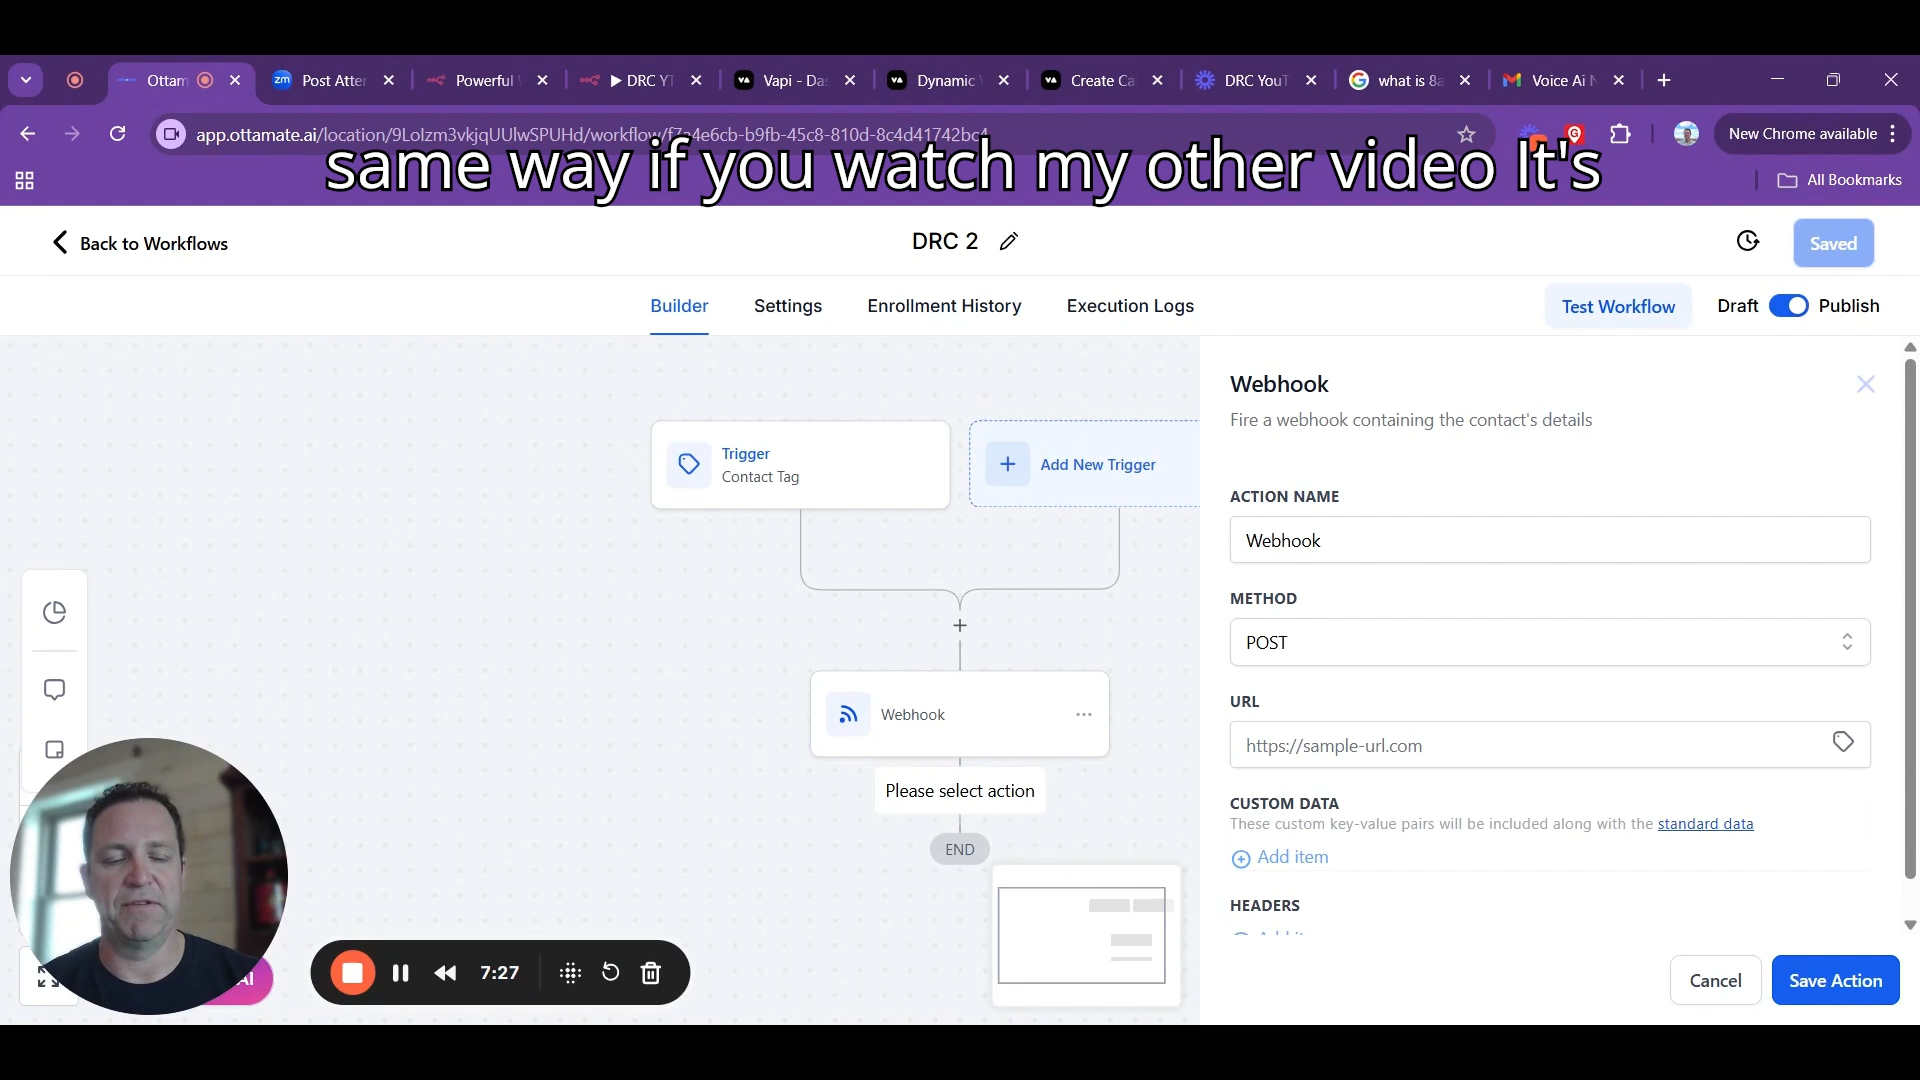 Ottam
Post Atter
Powerful
DRC YT
Vapi - Das
Dynamic
Create Ca
DRC YouT
what is 8a
Voice Ai N
app.ottamate.ai/location/9LoIzm3vkjqUUlwSPUHd/workflow/f7a4e6cb-b9fb-45c8-810d-8c4d41742bc4
New Chrome available
same way if you watch my other video It's
All Bookmarks
Back to Workflows
DRC 2
Saved
Builder
Settings
Enrollment History
Execution Logs
Test Workflow
Draft
Publish
Webhook
Fire a webhook containing the contact's details
Trigger
Contact Tag
Add New Trigger
ACTION NAME
Webhook
METHOD
POST
URL
https://sample-url.com
Webhook
Please select action
END
CUSTOM DATA
These custom key-value pairs will be included along with the standard data
Add item
HEADERS
7:27
AI
Cancel
Save Action